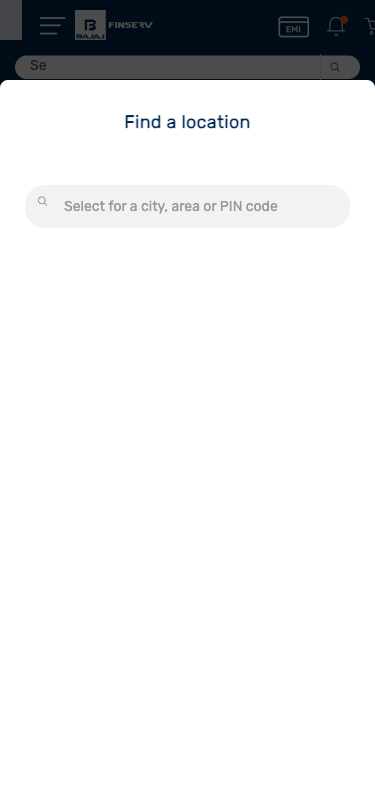 BAJAJ
FINSERV
EMI
Se
Find a location
Select for a city, area or PIN code